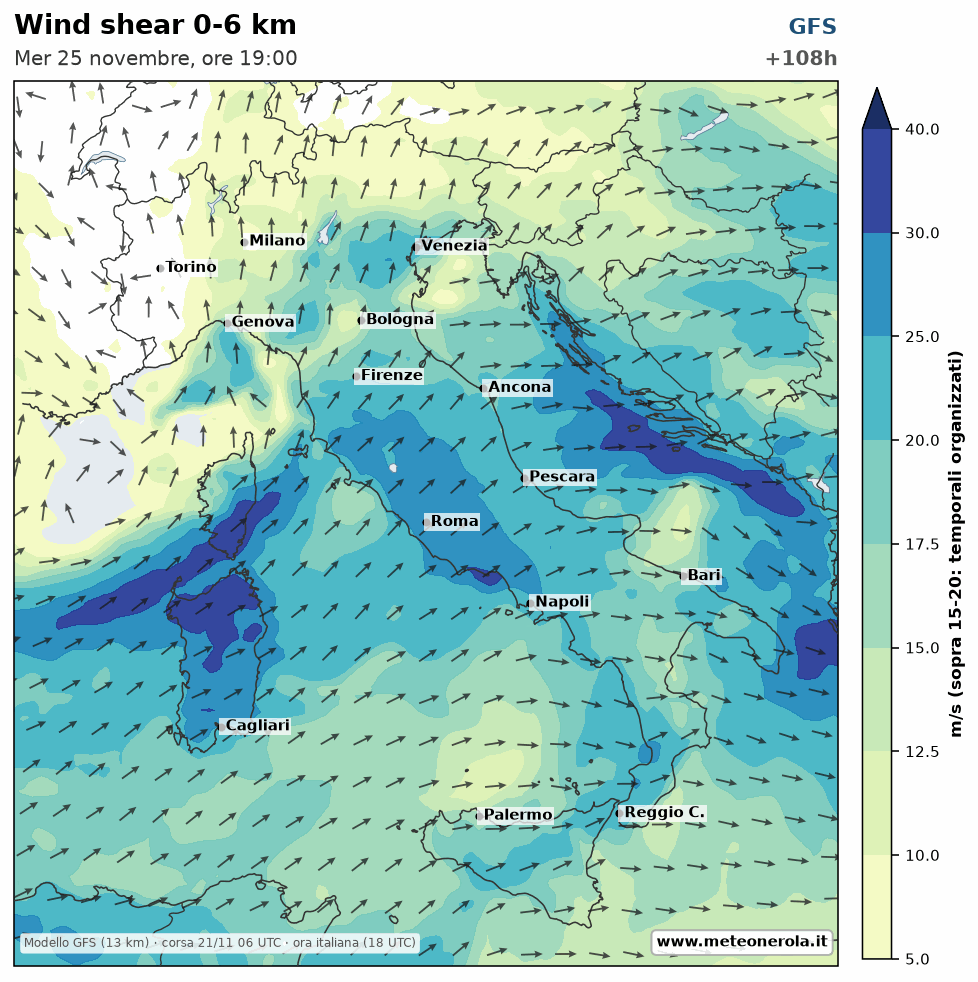 Wind shear 0-6 km
GFS
Mer 25 novembre, ore 19:00
+108h
40.0
30.0
25.0
20.0
17.5
15.0
12.5
10.0
5.0
m/s (sopra 15-20: temporali organizzati)
Milano
Venezia
Torino
Genova
Bologna
Firenze
Ancona
Pescara
Roma
Bari
Napoli
Cagliari
Palermo
Reggio C.
Modello GFS (13 km) · corsa 21/11 06 UTC · ora italiana (18 UTC)
www.meteonerola.it